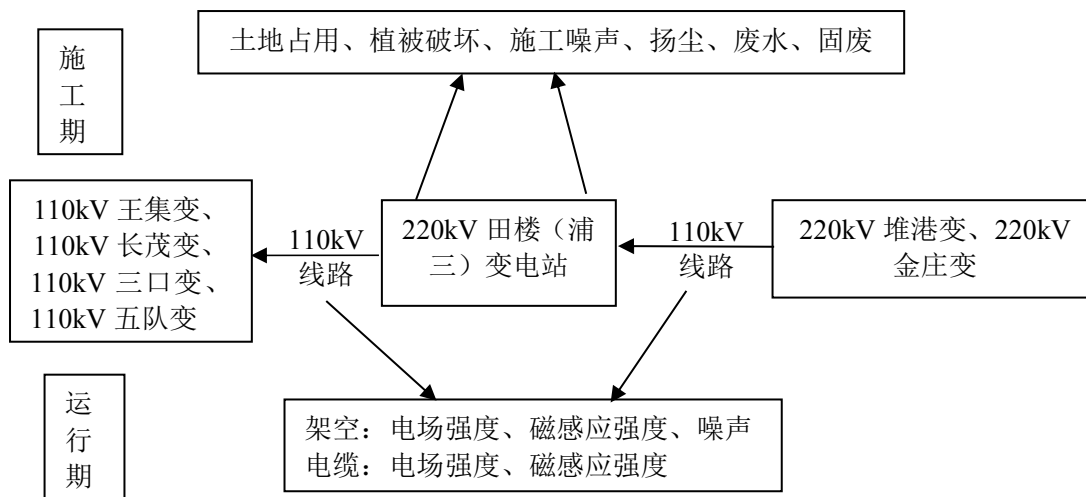 施
工
期
土地占用、植被破坏、施工噪声、扬尘、废水、固废
110kV 王集变、
110kV 长茂变、
110kV 三口变、
110kV 五队变
110kV
线路
220kV 田楼（浦
三）变电站
110kV
线路
220kV 堆港变、220kV
金庄变
运
行
期
架空：电场强度、磁感应强度、噪声
电缆：电场强度、磁感应强度